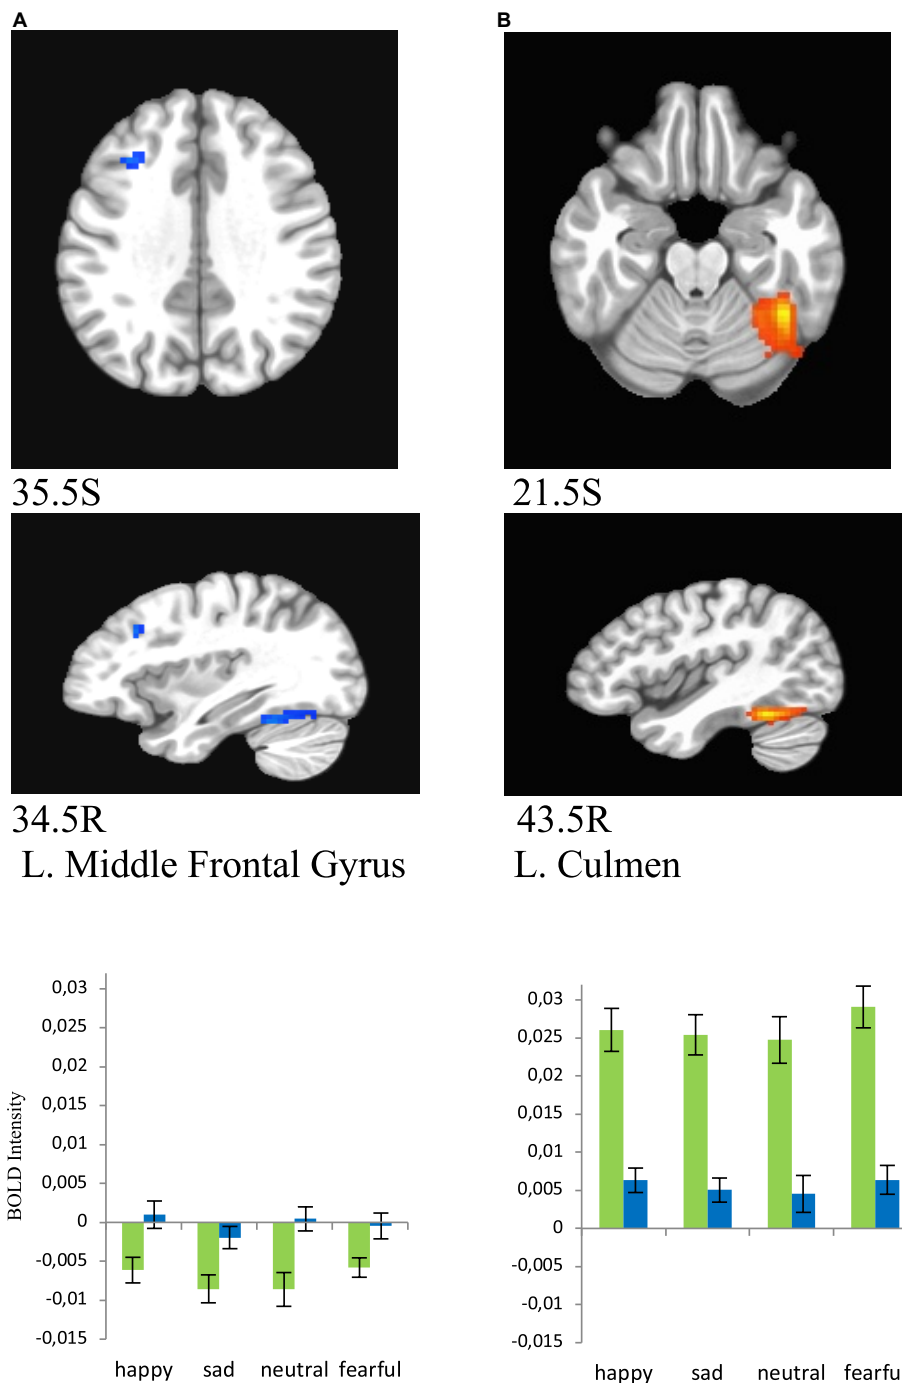 A
B
35.5S
21.5S
34.5R
43.5R
L. Middle Frontal Gyrus
L. Culmen
BOLD Intensity
0,03
0,025
0,02
0,015
0,01
0,005
0
-0,005
-0,01
-0,015
happy sad neutral fearful
0,03
0,025
0,02
0,015
0,01
0,005
0
-0,005
-0,01
-0,015
happy sad neutral fearfu